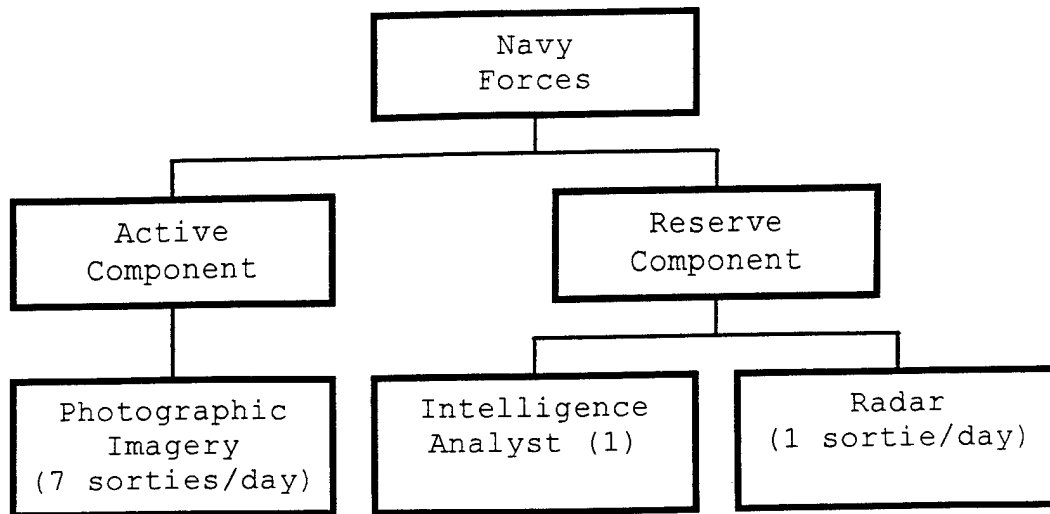 Navy
Forces
Active
Component
Reserve
Component
Photographic
Imagery
(7 sorties/day)
Intelligence
Analyst (1)
Radar
(1 sortie/day)